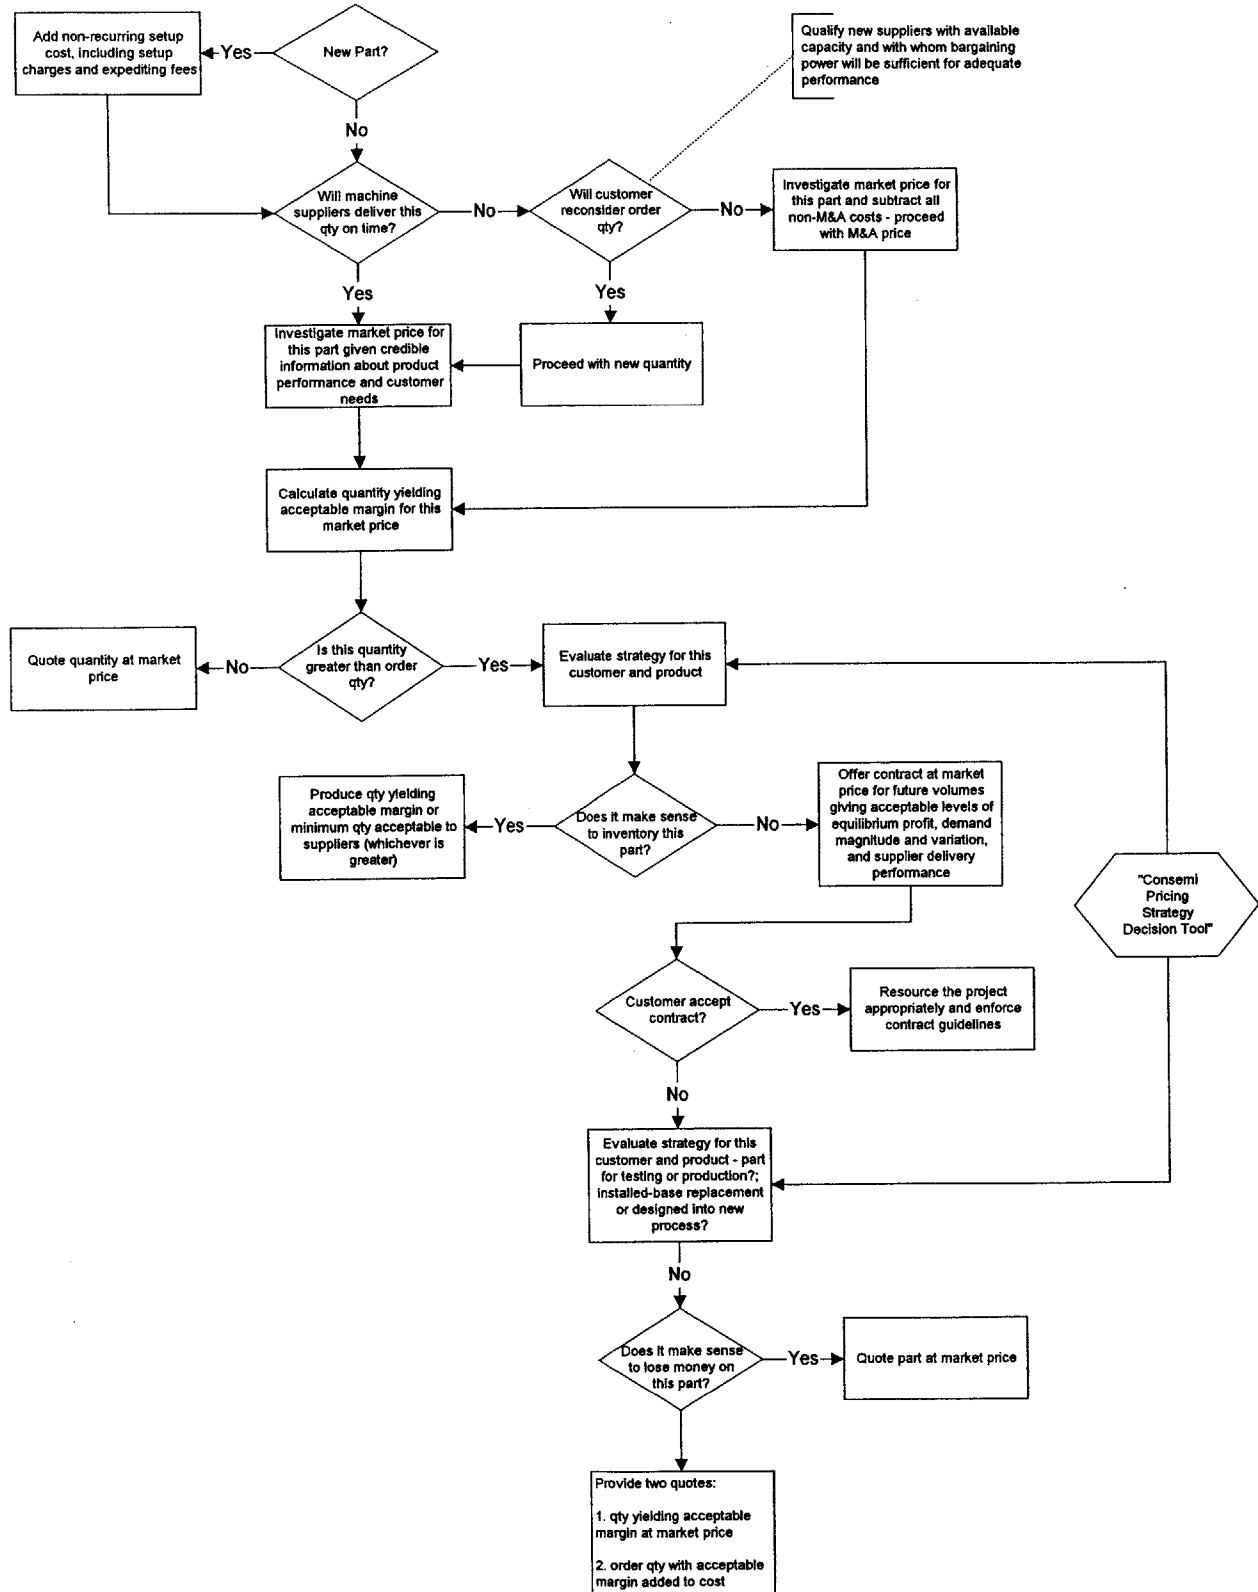 Add non-recurring setup
cost, including setup
charges and expediting fees
Yes
New Part?
Qualify new suppliers with available
capacity and with whom bargaining
power will be sufficient for adequate
performance
No
Will machine
suppliers deliver this
qty on time?
No
Will customer
reconsider order
qty?
No
Investigate market price for
this part and subtract all
non-M&A costs - proceed
with M&A price
Yes
Yes
Investigate market price for
this part given credible
information about product
performance and customer
needs
Proceed with new quantity
Calculate quantity yielding
acceptable margin for this
market price
Quote quantity at market
price
No
Is this quantity
greater than order
qty?
Yes
Evaluate strategy for this
customer and product
Produce qty yielding
acceptable margin or
minimum qty acceptable to
suppliers (whichever is
greater)
Yes
Does it make sense
to inventory this
part?
No
Offer contract at market
price for future volumes
giving acceptable levels of
equilibrium profit, demand
magnitude and variation,
and supplier delivery
performance
"Consemi
Pricing
Strategy
Decision Tool"
Customer accept
contract?
Yes
Resource the project
appropriately and enforce
contract guidelines
No
Evaluate strategy for this
customer and product - part
for testing or production?;
installed-base replacement
or designed into new
process?
No
Does it make sense
to lose money on
this part?
Yes
Quote part at market price
Provide two quotes:
1. qty yielding acceptable
margin at market price
2. order qty with acceptable
margin added to cost